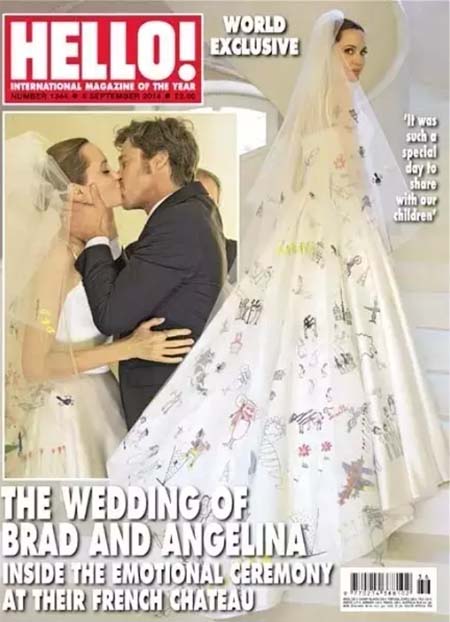 HELLO!
INTERNATIONAL MAGAZINE OF THE YEAR
WORLD
EXCLUSIVE
'It was
such a
special
day to
share
with our
children'
THE WEDDING OF
BRAD AND ANGELINA
INSIDE THE EMOTIONAL CEREMONY
AT THEIR FRENCH CHATEAU